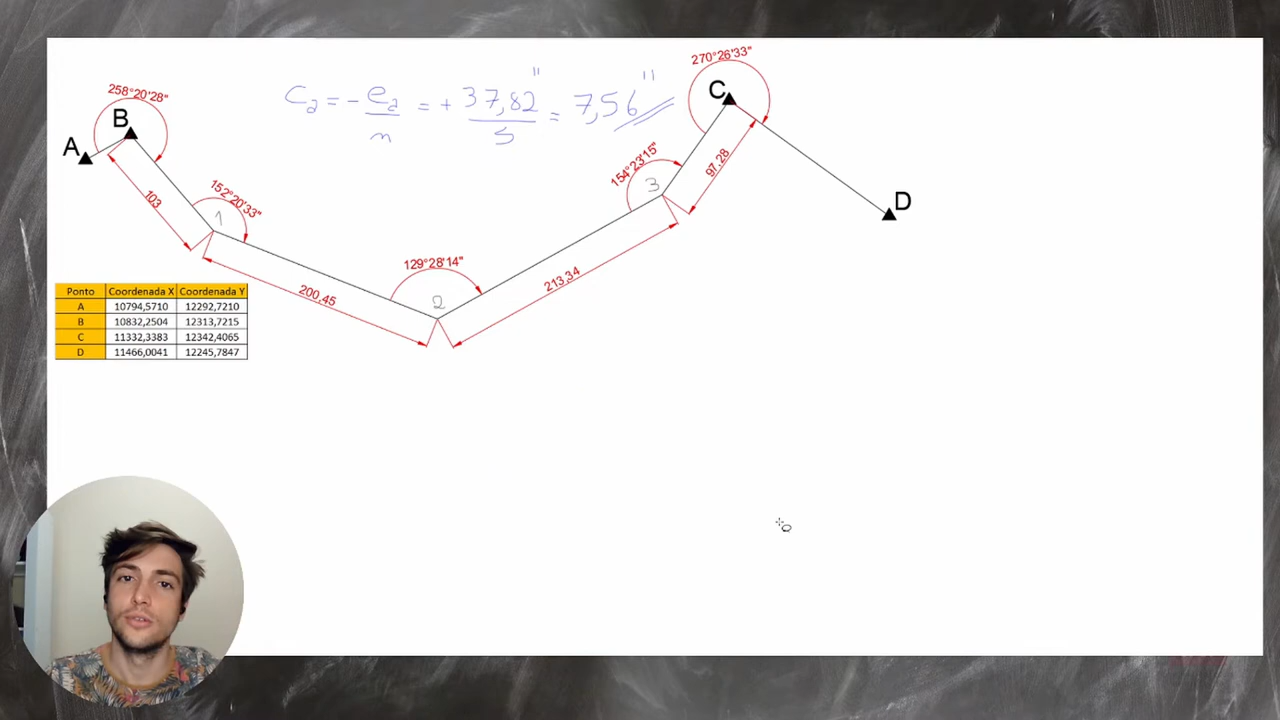 258°20'28"
A
B
103
152°20'33"
1
200,45
129°28'14"
2
213,34
154°23'15"
3
97.28
270°26'33"
C
D
C_a = - e_a / n = + 37,82" / 5 = 7,56"
Ponto Coordenada X Coordenada Y
A 10794,5710 12292,7210
B 10832,2504 12313,7215
C 11332,3383 12342,4065
D 11466,0041 12245,7847